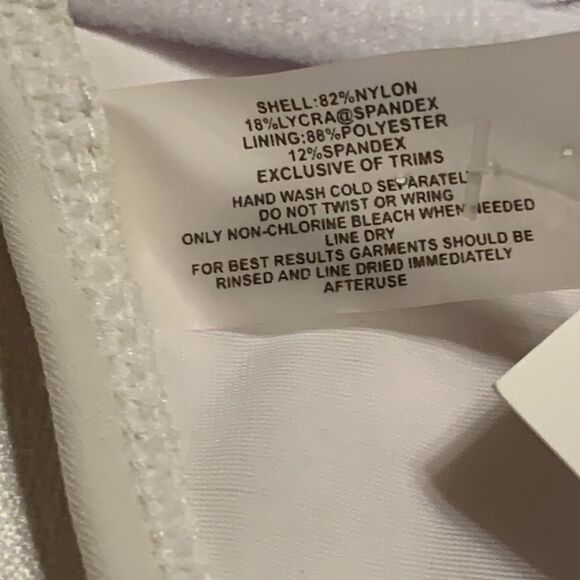 SHELL:82%NYLON
18%LYCRA@SPANDEX
LINING:88%POLYESTER
12%SPANDEX
EXCLUSIVE OF TRIMS
HAND WASH COLD SEPARATEL
DO NOT TWIST OR WRING
ONLY NON-CHLORINE BLEACH WHEN NEEDED
LINE DRY
FOR BEST RESULTS GARMENTS SHOULD BE
RINSED AND LINE DRIED IMMEDIATELY
AFTERUSE